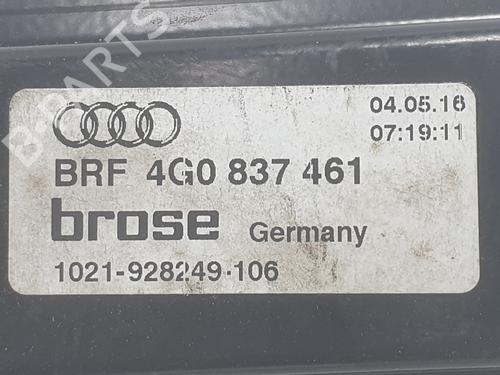 B-PARTS
04.05.16
07:19:11
BRF 4G0 837 461
brose Germany
1021-928249-106